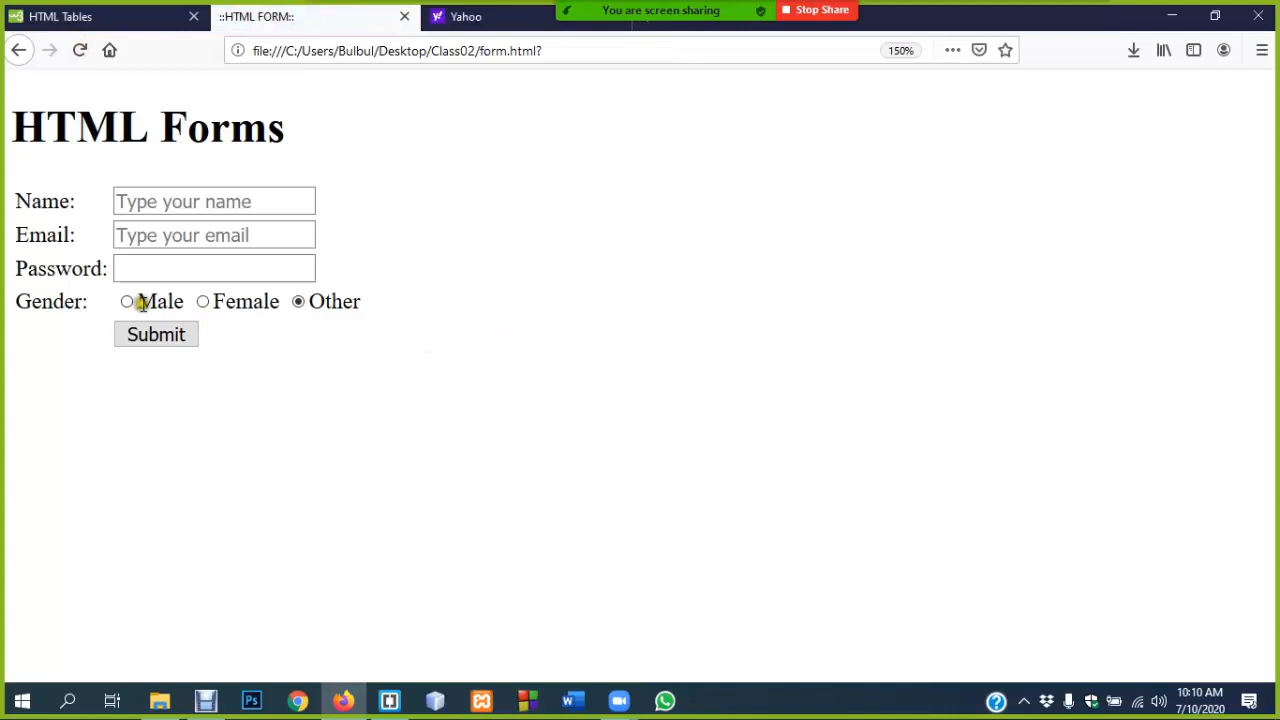 HTML Tables
::HTML FORM::
Yahoo
You are screen sharing
Stop Share
file:///C:/Users/Bulbul/Desktop/Class02/form.html?
150%
HTML Forms
Name: Type your name
Email: Type your email
Password:
Gender: Male Female Other
Submit
10:10 AM
7/10/2020